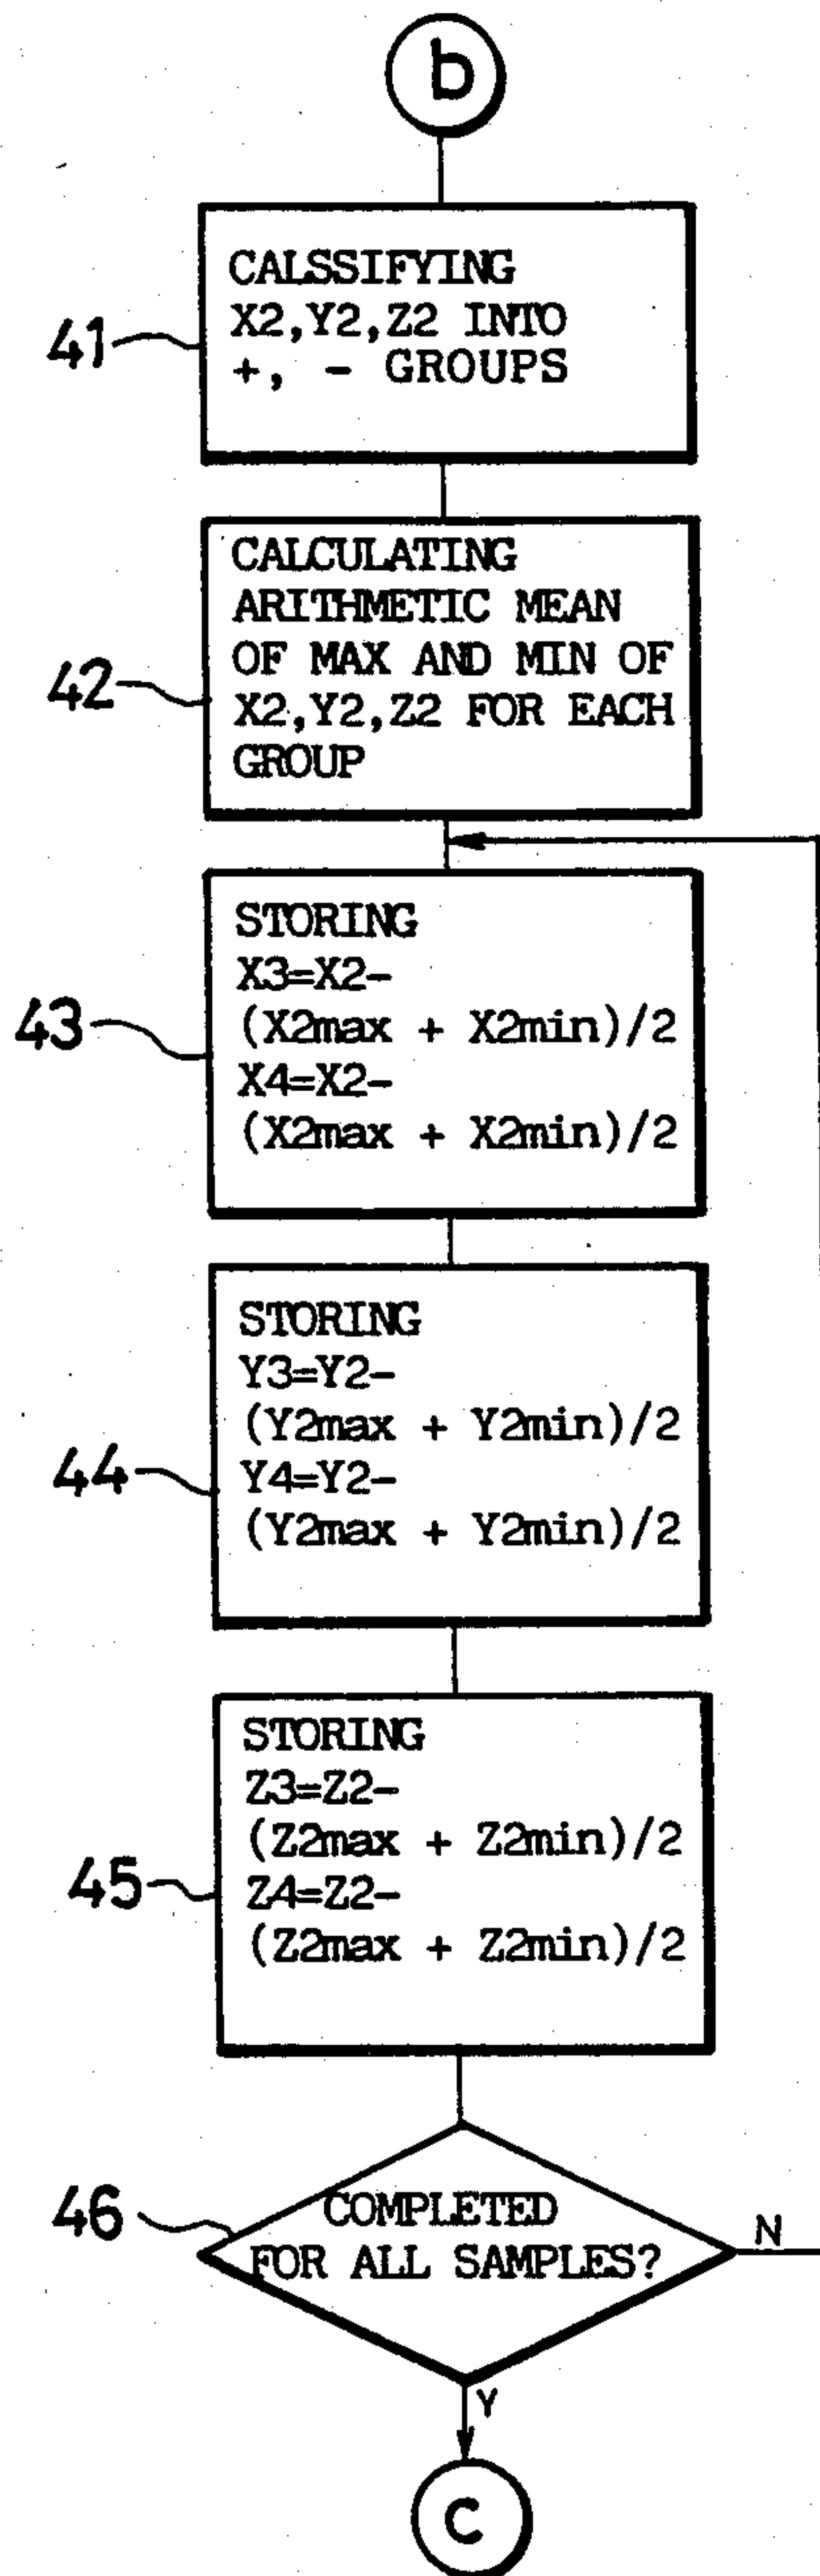 b
41
CALSSIFYING
X2,Y2,Z2 INTO
+, - GROUPS
42
CALCULATING
ARITHMETIC MEAN
OF MAX AND MIN OF
X2,Y2,Z2 FOR EACH
GROUP
43
STORING
X3=X2-
(X2max + X2min)/2
X4=X2-
(X2max + X2min)/2
44
STORING
Y3=Y2-
(Y2max + Y2min)/2
Y4=Y2-
(Y2max + Y2min)/2
45
STORING
Z3=Z2-
(Z2max + Z2min)/2
Z4=Z2-
(Z2max + Z2min)/2
46
COMPLETED
FOR ALL SAMPLES?
N
Y
c